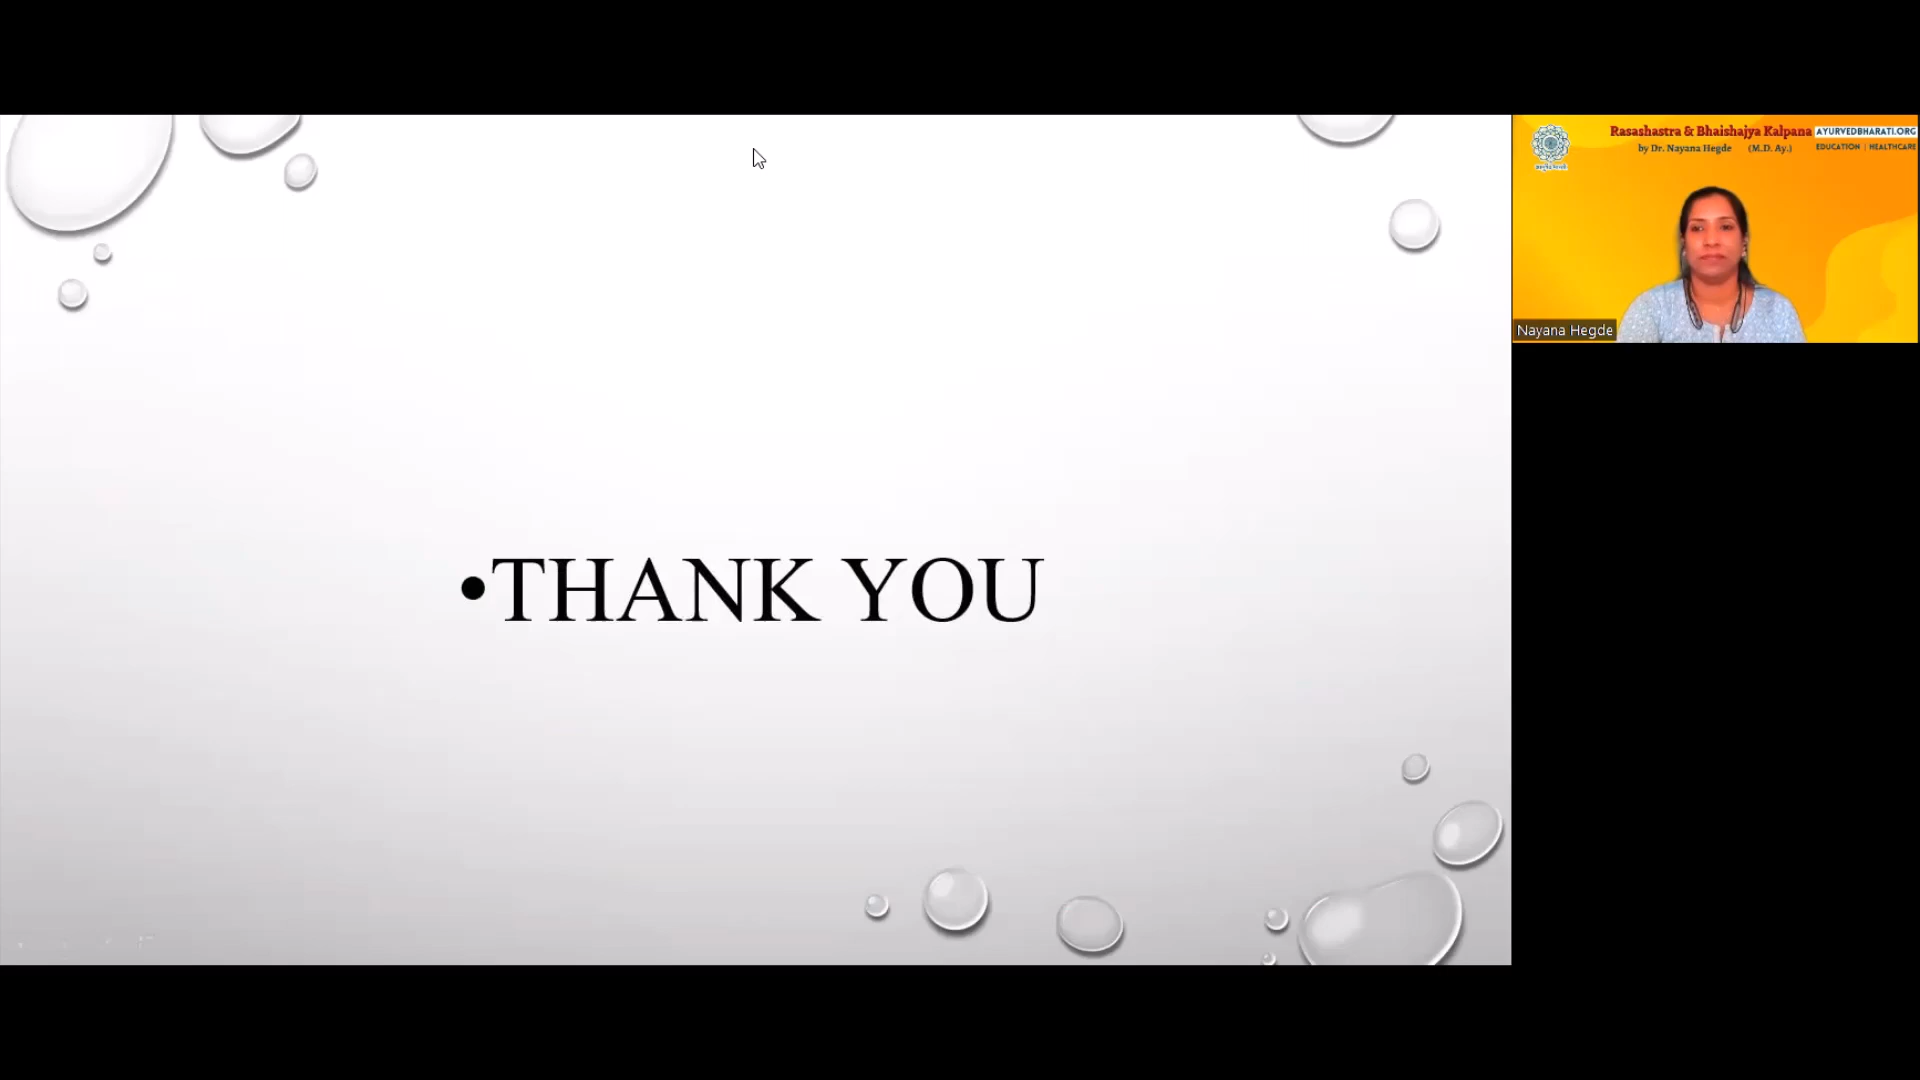 •THANK YOU
Rasashastra & Bhaishajya Kalpana
by Dr. Nayana Hegde (M.D. Ay.)
AYURVEDBHARATI.ORG
EDUCATION | HEALTHCARE
Nayana Hegde